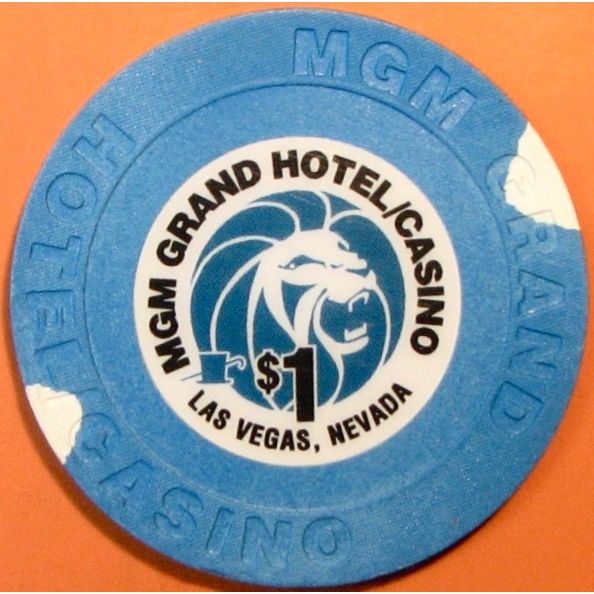 MGM GRAND
HOTEL/CASINO
MGM GRAND HOTEL/CASINO
$1
LAS VEGAS, NEVADA